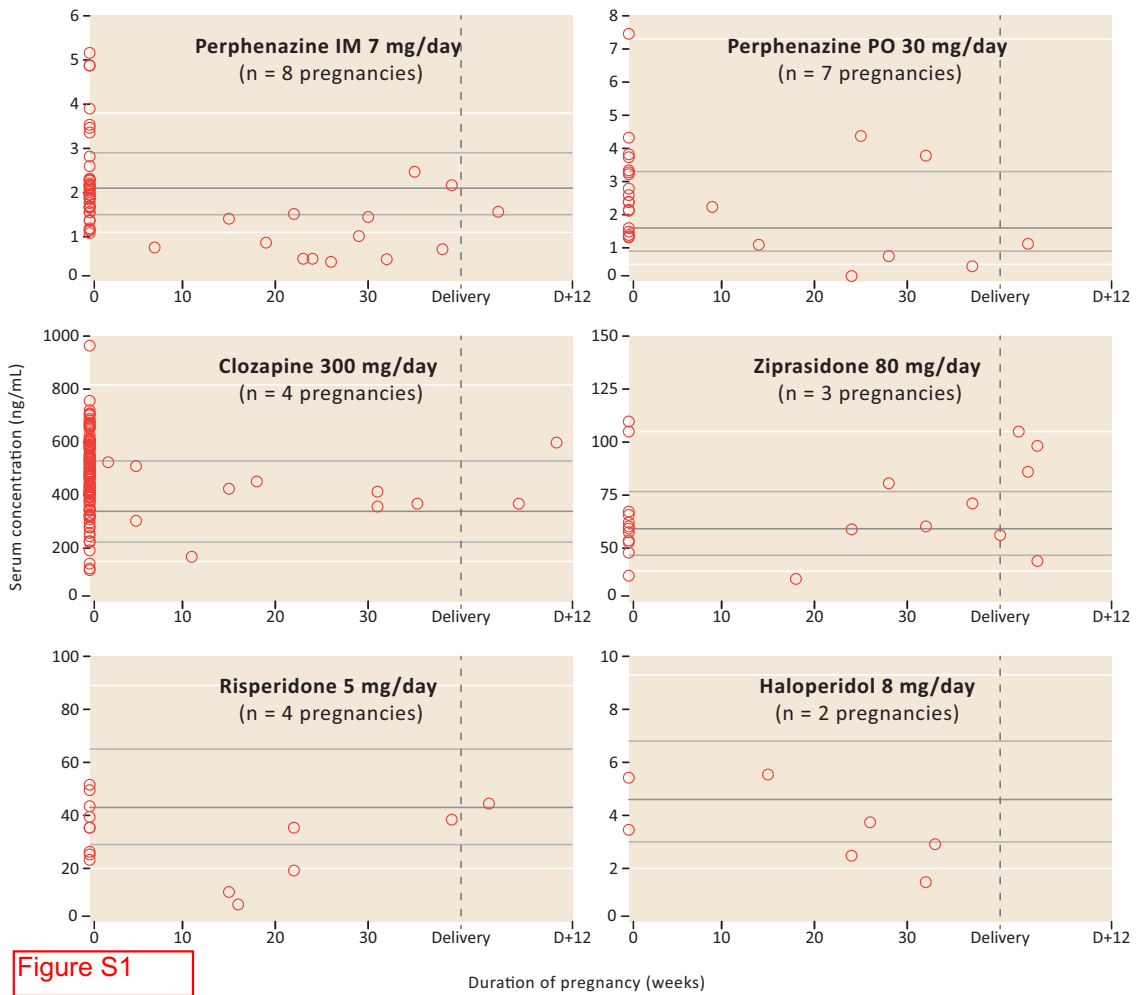 Perphenazine IM 7 mg/day
(n = 8 pregnancies)
6
5
4
3
2
1
0
0 10 20 30 Delivery D+12
Perphenazine PO 30 mg/day
(n = 7 pregnancies)
8
7
6
5
4
3
2
1
0
0 10 20 30 Delivery D+12
Serum concentration (ng/mL)
Clozapine 300 mg/day
(n = 4 pregnancies)
1000
800
600
400
200
0
0 10 20 30 Delivery D+12
Ziprasidone 80 mg/day
(n = 3 pregnancies)
150
125
100
75
50
0
0 10 20 30 Delivery D+12
Risperidone 5 mg/day
(n = 4 pregnancies)
100
80
60
40
20
0
0 10 20 30 Delivery D+12
Haloperidol 8 mg/day
(n = 2 pregnancies)
10
8
6
4
2
0
0 10 20 30 Delivery D+12
Figure S1
Duration of pregnancy (weeks)